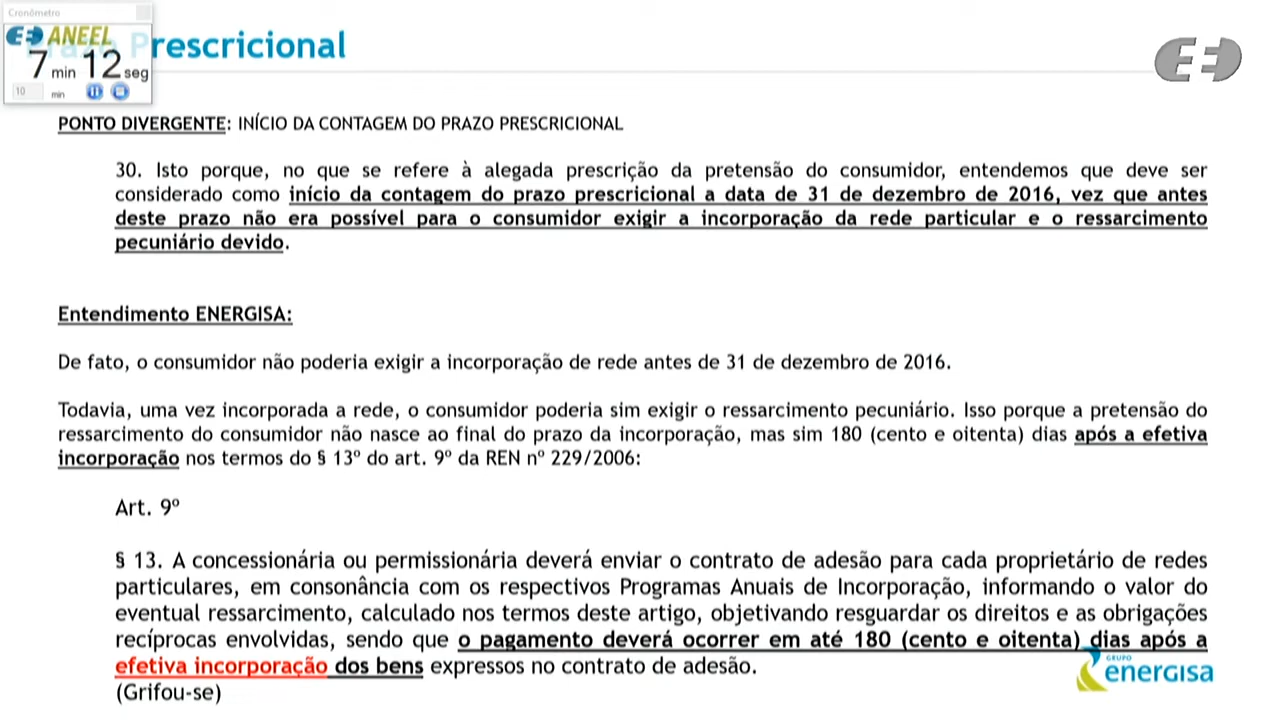 Cronômetro
ANEEL
7 min 12 seg
10 min
Prescricional
PONTO DIVERGENTE: INÍCIO DA CONTAGEM DO PRAZO PRESCRICIONAL
30. Isto porque, no que se refere à alegada prescrição da pretensão do consumidor, entendemos que deve ser
considerado como início da contagem do prazo prescricional a data de 31 de dezembro de 2016, vez que antes
deste prazo não era possível para o consumidor exigir a incorporação da rede particular e o ressarcimento
pecuniário devido.
Entendimento ENERGISA:
De fato, o consumidor não poderia exigir a incorporação de rede antes de 31 de dezembro de 2016.
Todavia, uma vez incorporada a rede, o consumidor poderia sim exigir o ressarcimento pecuniário. Isso porque a pretensão do
ressarcimento do consumidor não nasce ao final do prazo da incorporação, mas sim 180 (cento e oitenta) dias após a efetiva
incorporação nos termos do § 13º do art. 9º da REN nº 229/2006:
Art. 9º
§ 13. A concessionária ou permissionária deverá enviar o contrato de adesão para cada proprietário de redes
particulares, em consonância com os respectivos Programas Anuais de Incorporação, informando o valor do
eventual ressarcimento, calculado nos termos deste artigo, objetivando resguardar os direitos e as obrigações
recíprocas envolvidas, sendo que o pagamento deverá ocorrer em até 180 (cento e oitenta) dias após a
efetiva incorporação dos bens expressos no contrato de adesão.
(Grifou-se)
GRUPO
energisa